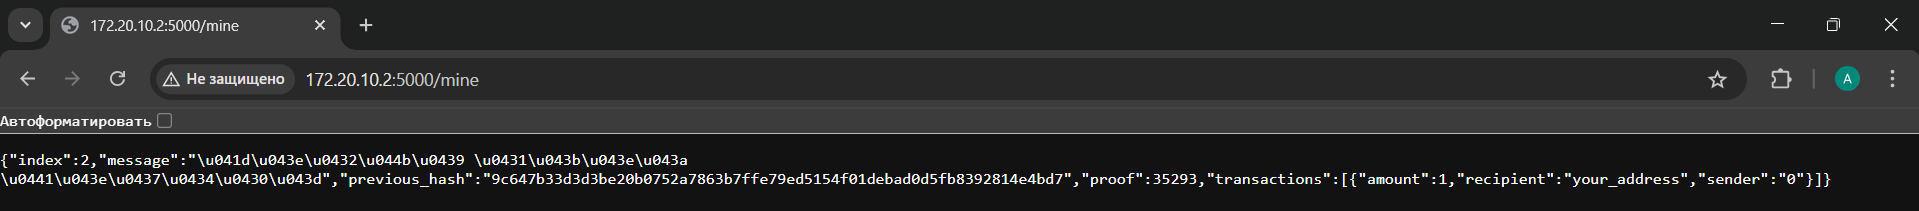 172.20.10.2:5000/mine
Не защищено 172.20.10.2:5000/mine
A
Автоформатировать
{"index":2,"message":"\u041d\u043e\u0432\u044b\u0439 \u0431\u043b\u043e\u043a
\u0441\u043e\u0437\u0434\u0430\u043d","previous_hash":"9c647b33d3d3be20b0752a7863b7ffe79ed5154f01debad0d5fb8392814e4bd7","proof":35293,"transactions":[{"amount":1,"recipient":"your_address","sender":"0"}]}